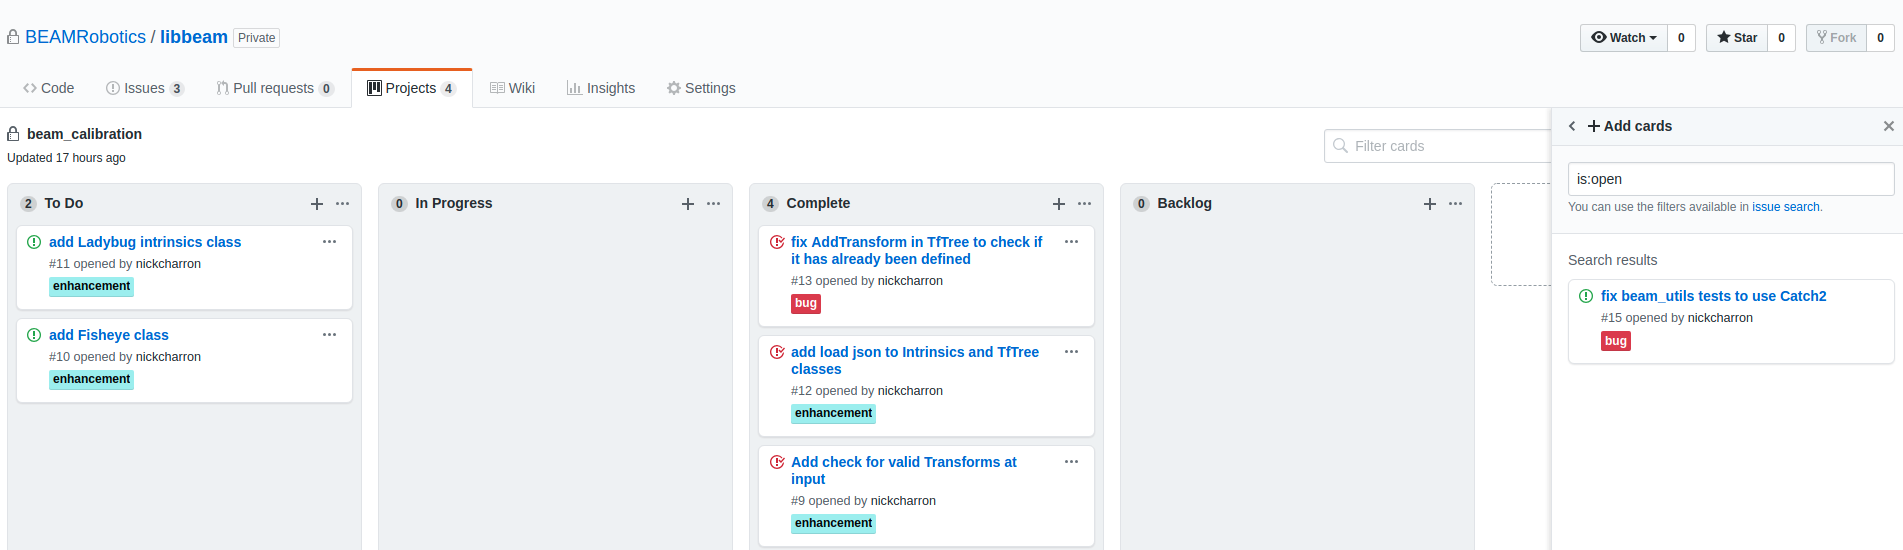 BEAMRobotics / libbeam Private
Watch 0 Star 0 Fork 0
Code Issues 3 Pull requests 0 Projects 4 Wiki Insights Settings
beam_calibration
Updated 17 hours ago
Filter cards
2 To Do
add Ladybug intrinsics class
#11 opened by nickcharron
enhancement
add Fisheye class
#10 opened by nickcharron
enhancement
0 In Progress
4 Complete
fix AddTransform in TfTree to check if
it has already been defined
#13 opened by nickcharron
bug
add load json to Intrinsics and TfTree
classes
#12 opened by nickcharron
enhancement
Add check for valid Transforms at
input
#9 opened by nickcharron
enhancement
0 Backlog
Add cards
is:open
You can use the filters available in issue search.
Search results
fix beam_utils tests to use Catch2
#15 opened by nickcharron
bug